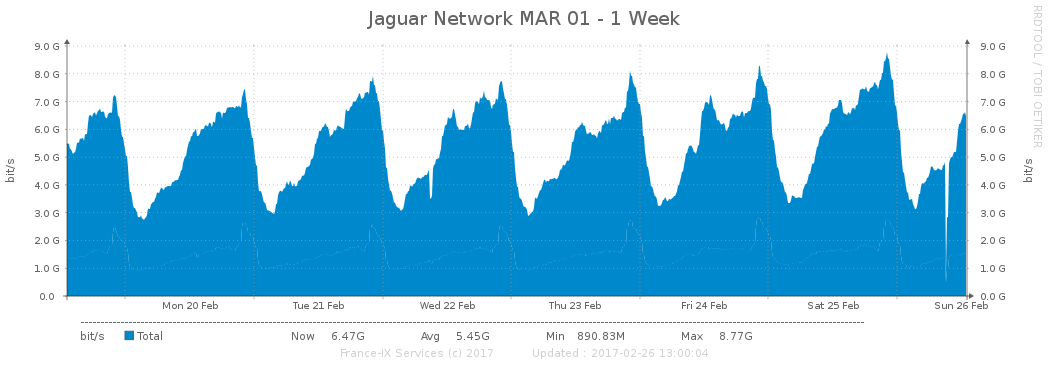 Jaguar Network MAR 01 - 1 Week
RRDTOOL / TOBI OETIKER
bit/s
9.0 G
8.0 G
7.0 G
6.0 G
5.0 G
4.0 G
3.0 G
2.0 G
1.0 G
0.0
9.0 G
8.0 G
7.0 G
6.0 G
5.0 G
4.0 G
3.0 G
2.0 G
1.0 G
0.0 G
bit/s
Mon 20 Feb Tue 21 Feb Wed 22 Feb Thu 23 Feb Fri 24 Feb Sat 25 Feb Sun 26 Feb
bit/s Total Now 6.47G Avg 5.45G Min 890.83M Max 8.77G
France-IX Services (c) 2017 Updated : 2017-02-26 13:00:04